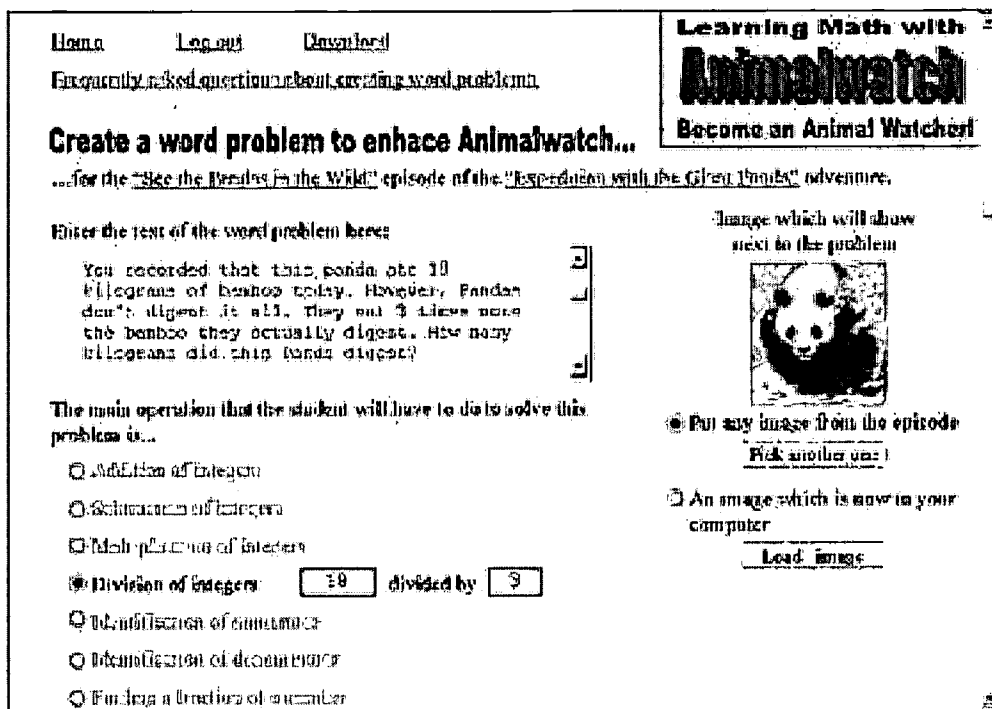 Home Log out Download
Frequently asked questions about creating word problems
Learning Math with
Animalwatch
Become an Animal Watcher!
Create a word problem to enhace Animalwatch...
...for the "See the Pandas in the Wild" episode of the "Expedition with the Giant Panda" adventure.
Enter the text of the word problem here:
You recorded that this panda ate
kilograms of bamboo today. However, Pandas
don't digest it all. They eat times more
the bamboo they actually digest. How many
kilograms did this Panda digest?
Image which will show
next to the problem
The main operation that the student will have to do to solve this
problem is...
Put any image from the episode
Pick another one!
Addition of integers
Subtraction of integers
An image which is now in your
computer
Multiplication of integers
Load image
Division of integers divided by
Identification of numerator
Identification of denominator
Finding a fraction of a number